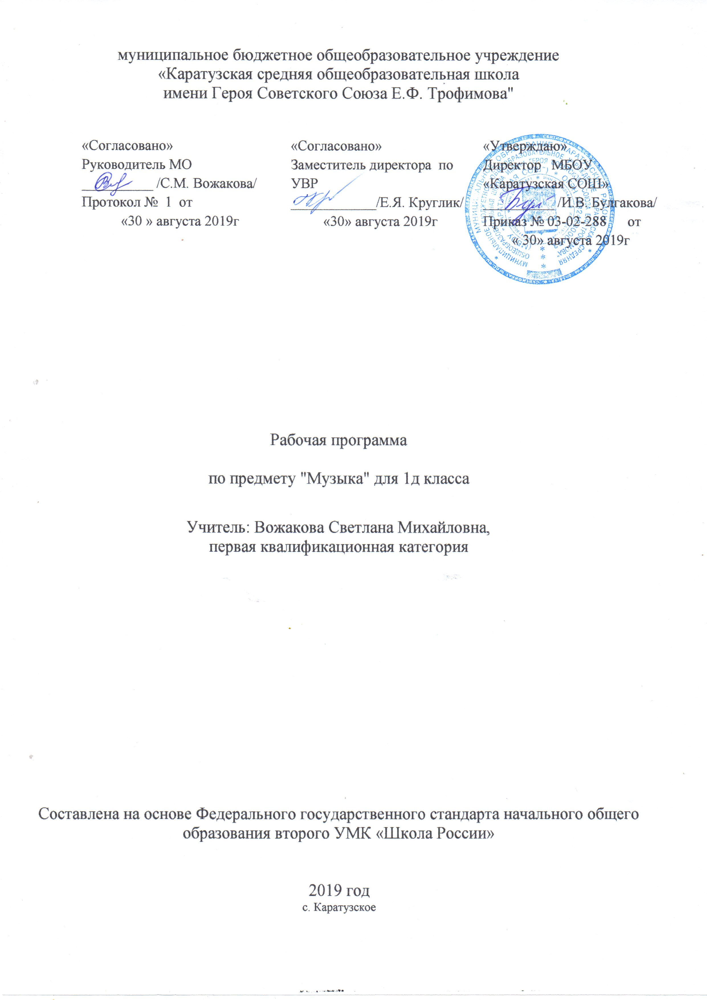 муниципальное бюджетное общеобразовательное учреждение
«Каратузская средняя общеобразовательная школа
имени Героя Советского Союза Е.Ф. Трофимова"
«Согласовано»
Руководитель МО
____________ /С.М. Вожакова/
Протокол № 1 от
«30 » августа 2019г
«Согласовано»
Заместитель директора по
УВР
______________/Е.Я. Круглик/
«30» августа 2019г
«Утверждаю»
Директор МБОУ
«Каратузская СОШ»
____________ /И.В. Булгакова/
Приказ № 03-02-288 от
« 30» августа 2019г
Рабочая программа
по предмету "Музыка" для 1д класса
Учитель: Вожакова Светлана Михайловна,
первая квалификационная категория
Составлена на основе Федерального государственного стандарта начального общего
образования второго УМК «Школа России»
2019 год
с. Каратузское